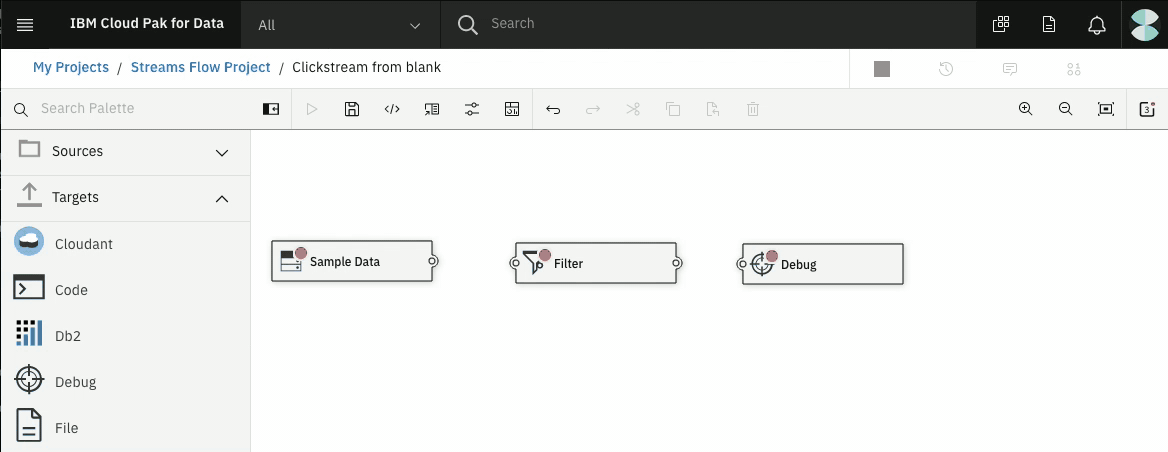 IBM Cloud Pak for Data
All
Search
My Projects / Streams Flow Project / Clickstream from blank
Search Palette
</>
3
Sources
Targets
Cloudant
Code
Db2
Debug
File
Sample Data
Filter
Debug